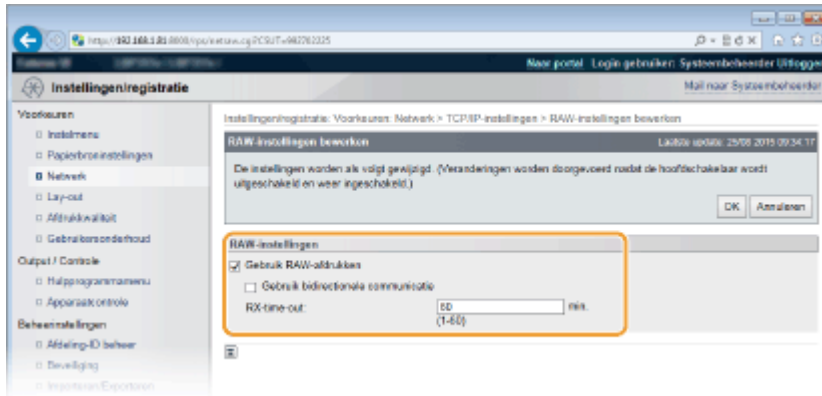 Naar portal Login gebruiker: Systeembeheerder Uitloggen
Instellingen/registratie
Mail naar Systeembeheerder
Voorkeuren
Instelmenu
Papierbroninstellingen
Netwerk
Lay-out
Afdrukkwaliteit
Gebruikersonderhoud
Output / Controle
Hulpprogrammamenu
Apparaatcontrole
Beheerinstellingen
Afdeling-ID beheer
Beveiliging
Importeren/Exporteren
Instellingen/registratie: Voorkeuren: Netwerk > TCP/IP-instellingen > RAW-instellingen bewerken
RAW-instellingen bewerken
Laatste update: 25/08 2015 09:34:17
De instellingen worden als volgt gewijzigd. (Veranderingen worden doorgevoerd nadat de hoofdschakelaar wordt
uitgeschakeld en weer ingeschakeld.)
OK Annuleren
RAW-instellingen
Gebruik RAW-afdrukken
Gebruik bidirectionele communicatie
RX-time-out:
60
min.
(1-60)